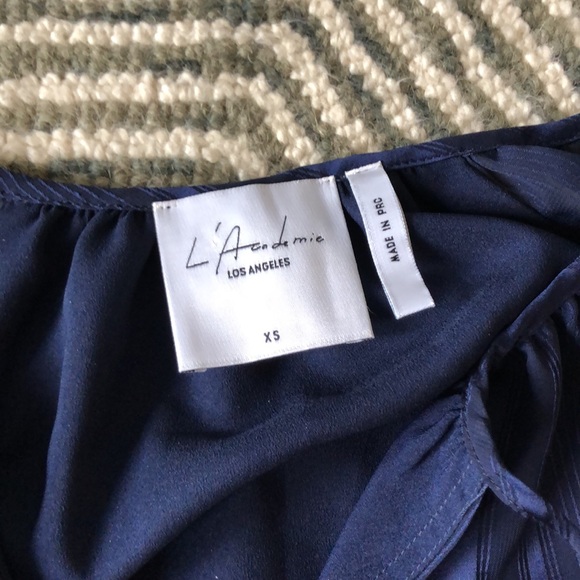 L'Academie
LOS ANGELES
XS
MADE IN PRC